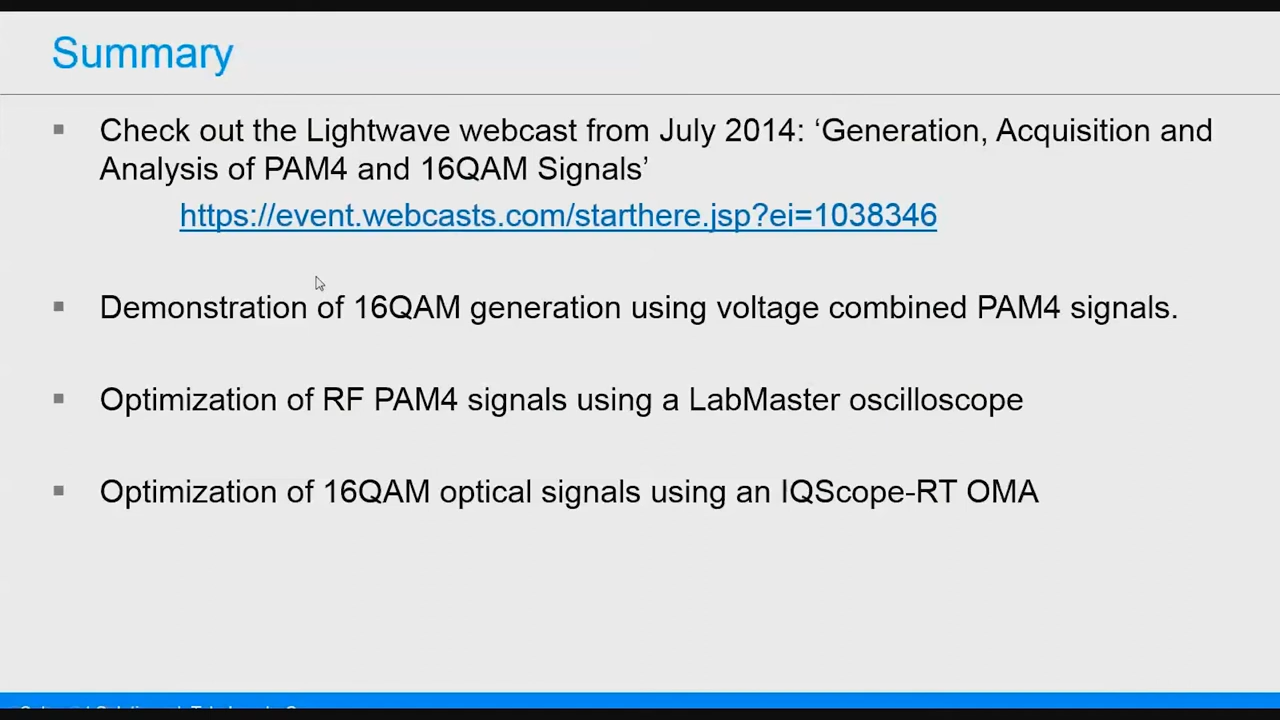 Summary
Check out the Lightwave webcast from July 2014: ‘Generation, Acquisition and
Analysis of PAM4 and 16QAM Signals’
https://event.webcasts.com/starthere.jsp?ei=1038346
Demonstration of 16QAM generation using voltage combined PAM4 signals.
Optimization of RF PAM4 signals using a LabMaster oscilloscope
Optimization of 16QAM optical signals using an IQScope-RT OMA